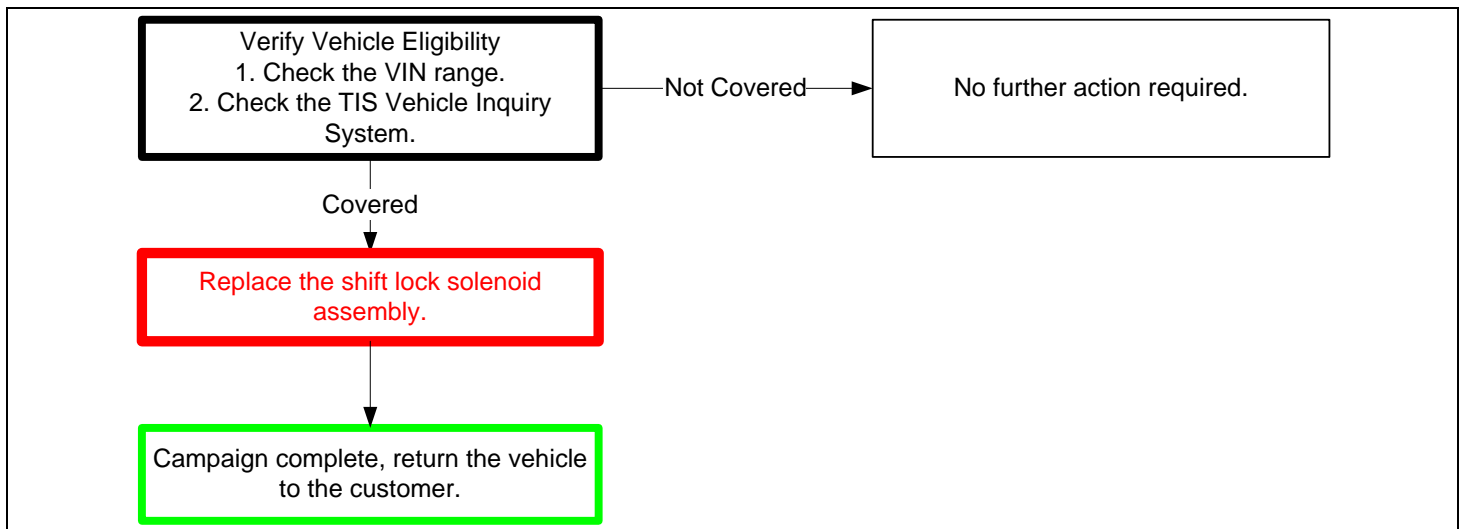 Verify Vehicle Eligibility
1. Check the VIN range.
2. Check the TIS Vehicle Inquiry
System.
Not Covered
No further action required.
Covered
Replace the shift lock solenoid
assembly.
Campaign complete, return the vehicle
to the customer.